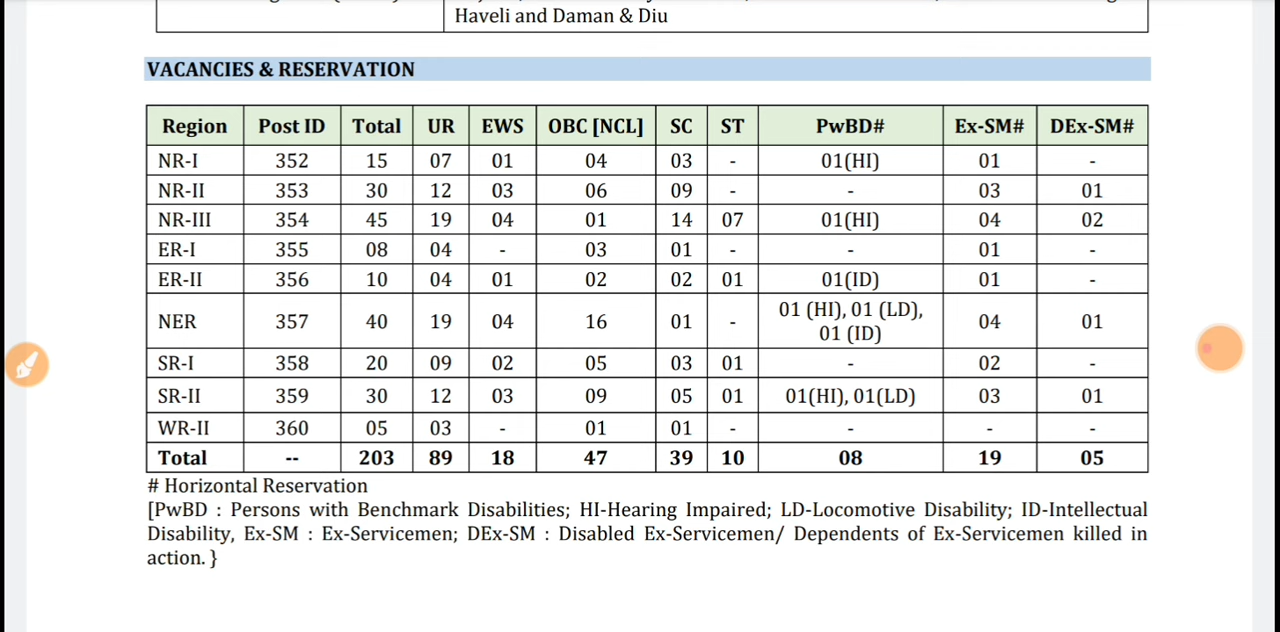 Haveli and Daman & Diu
VACANCIES & RESERVATION
Region Post ID Total UR EWS OBC [NCL] SC ST PwBD# Ex-SM# DEx-SM#
NR-I 352 15 07 01 04 03 - 01(HI) 01 -
NR-II 353 30 12 03 06 09 - - 03 01
NR-III 354 45 19 04 01 14 07 01(HI) 04 02
ER-I 355 08 04 - 03 01 - - 01 -
ER-II 356 10 04 01 02 02 01 01(ID) 01 -
NER 357 40 19 04 16 01 - 01 (HI), 01 (LD), 01 (ID) 04 01
SR-I 358 20 09 02 05 03 01 - 02 -
SR-II 359 30 12 03 09 05 01 01(HI), 01(LD) 03 01
WR-II 360 05 03 - 01 01 - - - -
Total -- 203 89 18 47 39 10 08 19 05
# Horizontal Reservation
[PwBD : Persons with Benchmark Disabilities; HI-Hearing Impaired; LD-Locomotive Disability; ID-Intellectual
Disability, Ex-SM : Ex-Servicemen; DEx-SM : Disabled Ex-Servicemen/ Dependents of Ex-Servicemen killed in
action. }